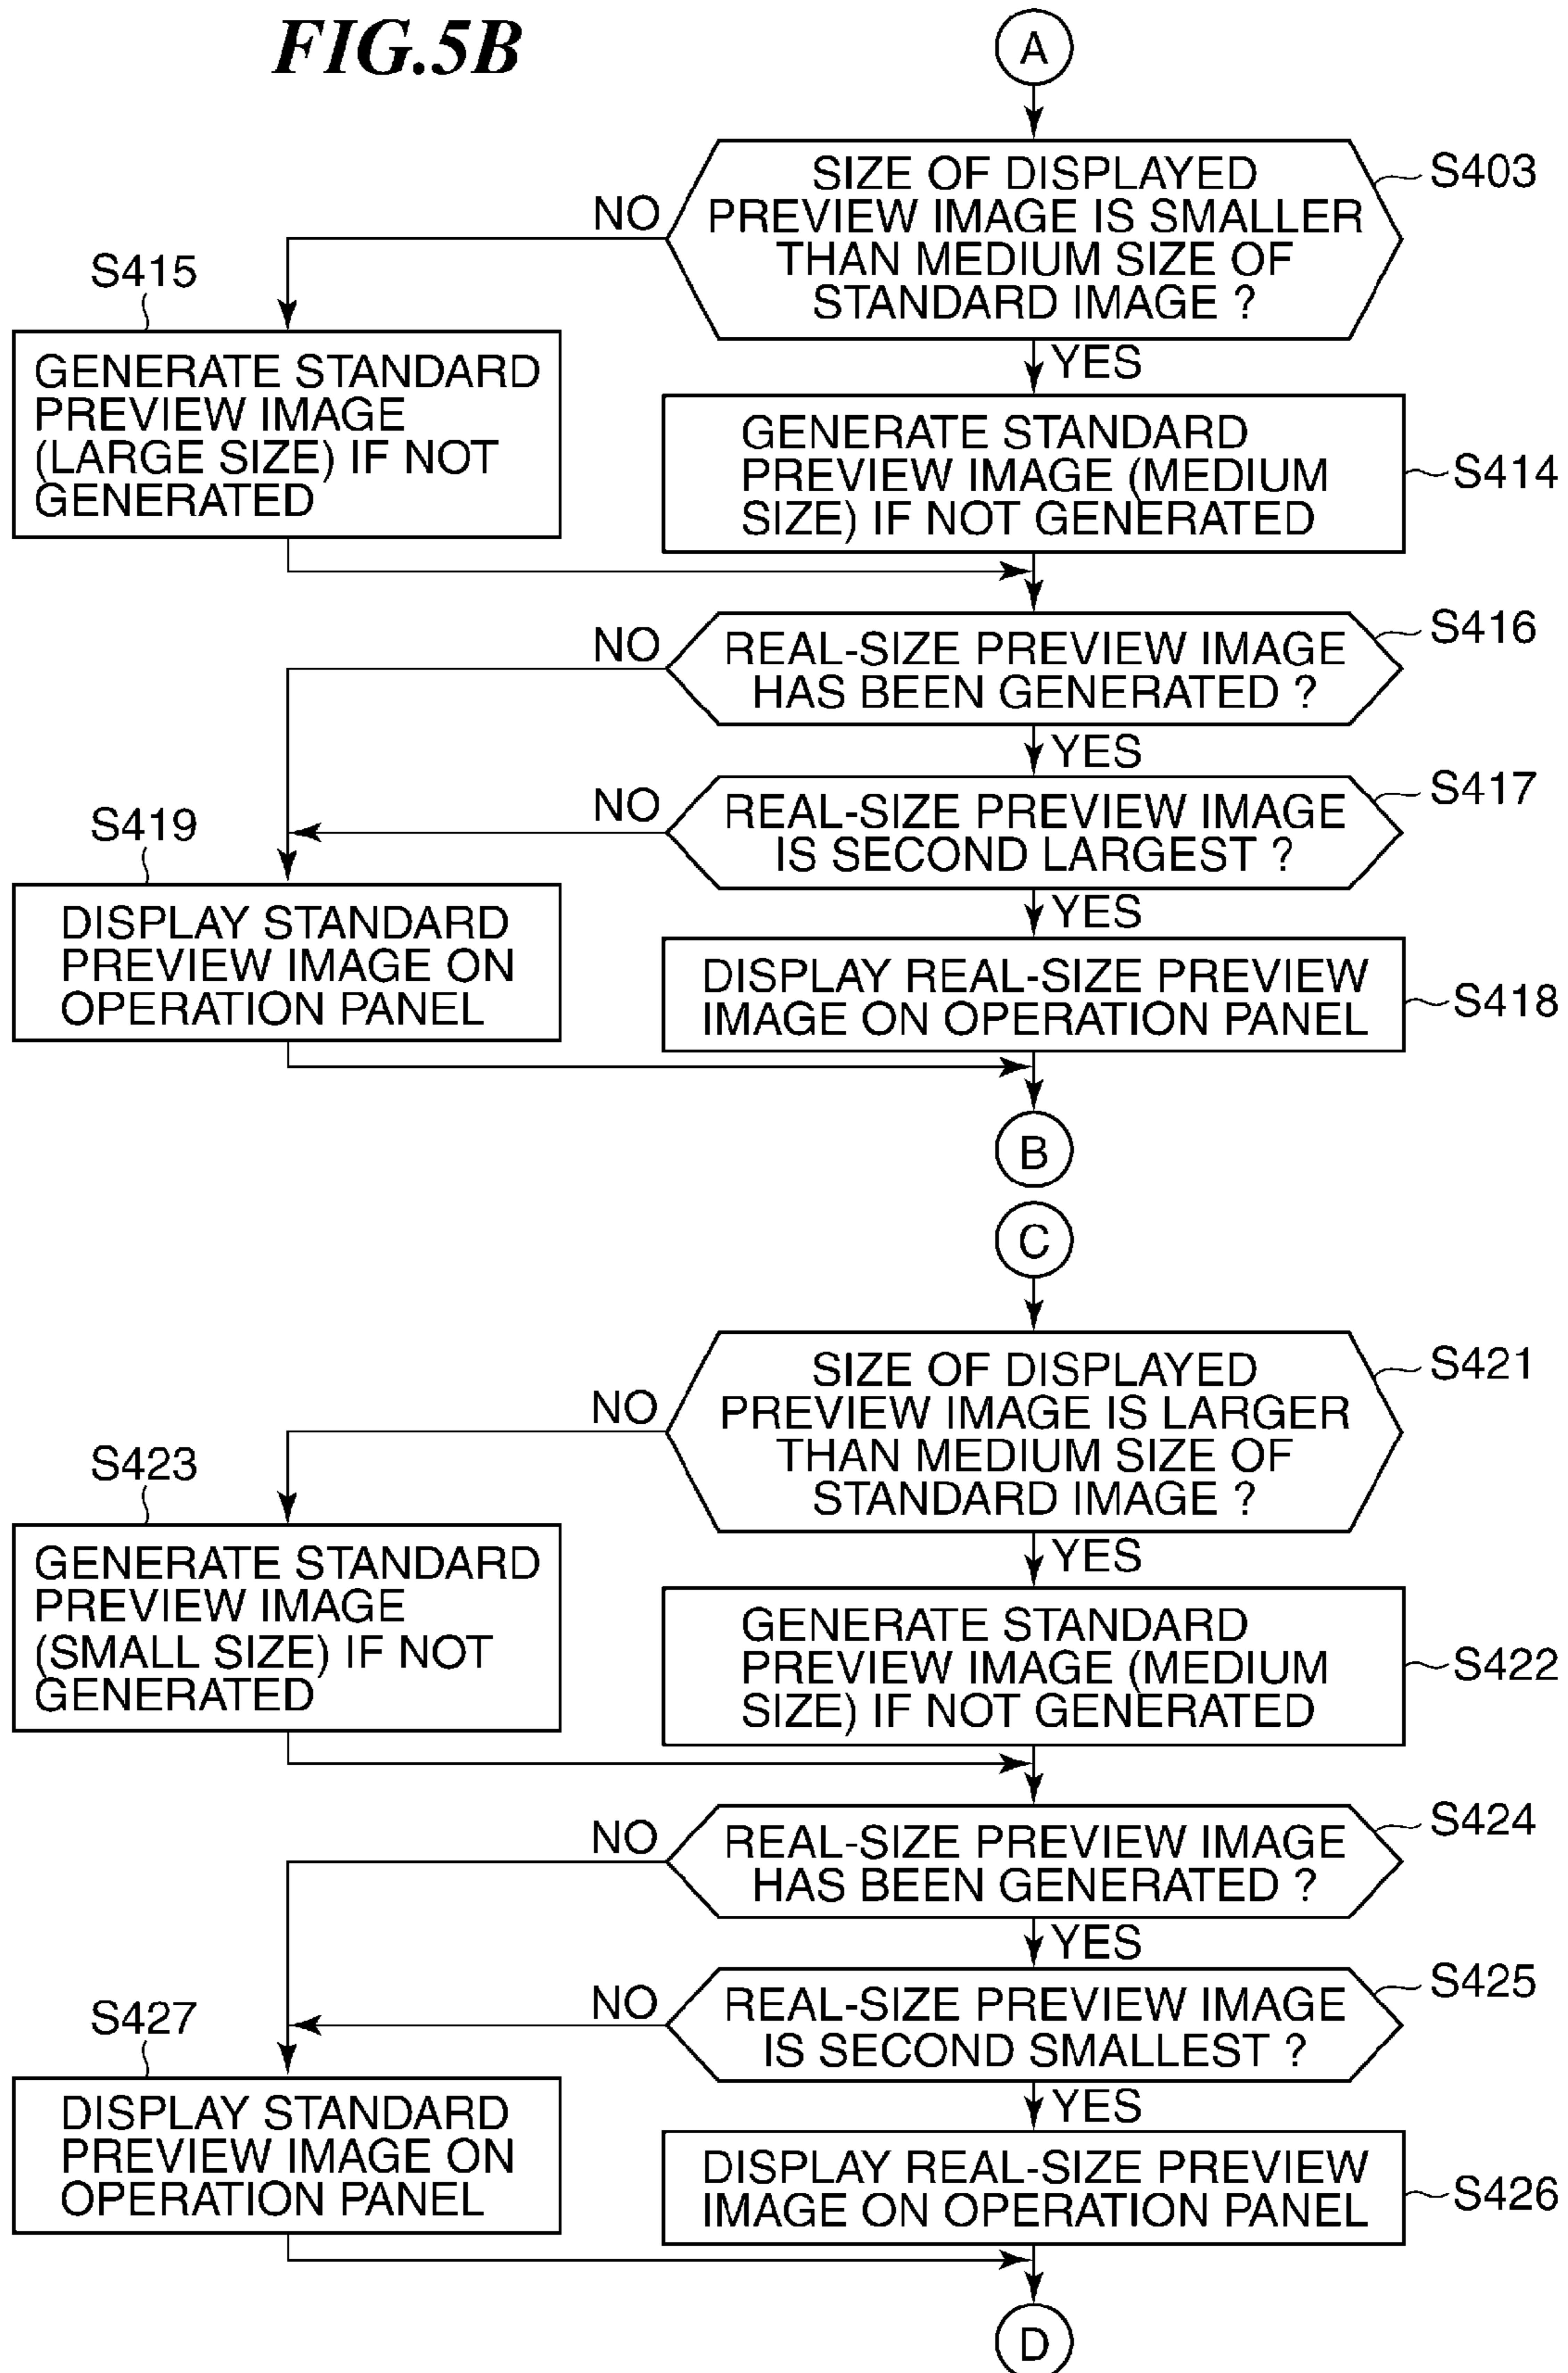 FIG.5B
A
SIZE OF DISPLAYED
PREVIEW IMAGE IS SMALLER
THAN MEDIUM SIZE OF
STANDARD IMAGE ?
S403
NO
YES
S415
GENERATE STANDARD
PREVIEW IMAGE
(LARGE SIZE) IF NOT
GENERATED
GENERATE STANDARD
PREVIEW IMAGE (MEDIUM
SIZE) IF NOT GENERATED
S414
REAL-SIZE PREVIEW IMAGE
HAS BEEN GENERATED ?
S416
NO
YES
REAL-SIZE PREVIEW IMAGE
IS SECOND LARGEST ?
S417
NO
YES
S419
DISPLAY STANDARD
PREVIEW IMAGE ON
OPERATION PANEL
DISPLAY REAL-SIZE PREVIEW
IMAGE ON OPERATION PANEL
S418
B
C
SIZE OF DISPLAYED
PREVIEW IMAGE IS LARGER
THAN MEDIUM SIZE OF
STANDARD IMAGE ?
S421
NO
YES
S423
GENERATE STANDARD
PREVIEW IMAGE
(SMALL SIZE) IF NOT
GENERATED
GENERATE STANDARD
PREVIEW IMAGE (MEDIUM
SIZE) IF NOT GENERATED
S422
REAL-SIZE PREVIEW IMAGE
HAS BEEN GENERATED ?
S424
NO
YES
REAL-SIZE PREVIEW IMAGE
IS SECOND SMALLEST ?
S425
NO
YES
S427
DISPLAY STANDARD
PREVIEW IMAGE ON
OPERATION PANEL
DISPLAY REAL-SIZE PREVIEW
IMAGE ON OPERATION PANEL
S426
D